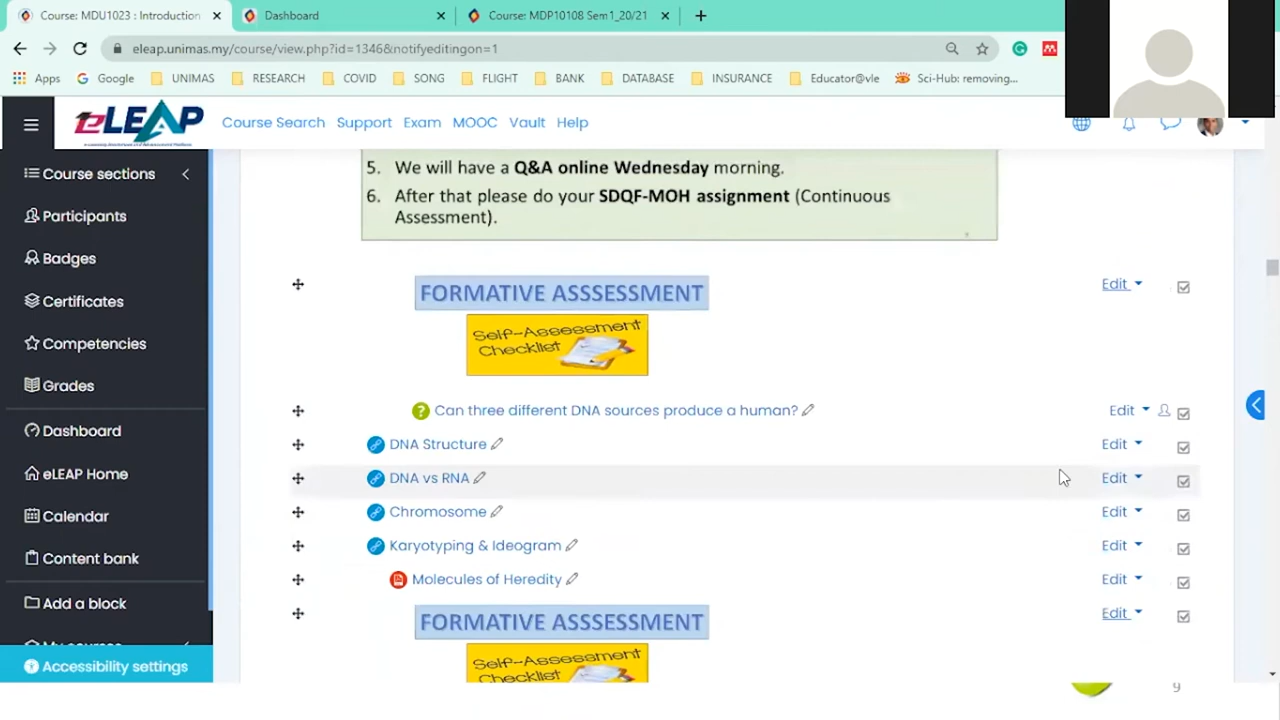 Course: MDU1023 : Introduction
Dashboard
Course: MDP10108 Sem1_20/21
eleap.unimas.my/course/view.php?id=1346&notifyeditingon=1
Apps
Google
UNIMAS
RESEARCH
COVID
SONG
FLIGHT
BANK
DATABASE
INSURANCE
Educator@vle
Sci-Hub: removing...
eLEAP
Course Search
Support
Exam
MOOC
Vault
Help
Course sections
Participants
Badges
Certificates
Competencies
Grades
Dashboard
eLEAP Home
Calendar
Content bank
Add a block
Accessibility settings
5. We will have a Q&A online Wednesday morning.
6. After that please do your SDQF-MOH assignment (Continuous
Assessment).
FORMATIVE ASSSESSMENT
Edit
Self-Assessment
Checklist
Can three different DNA sources produce a human?
Edit
DNA Structure
Edit
DNA vs RNA
Edit
Chromosome
Edit
Karyotyping & Ideogram
Edit
Molecules of Heredity
Edit
FORMATIVE ASSSESSMENT
Edit
Self-Assessment
9